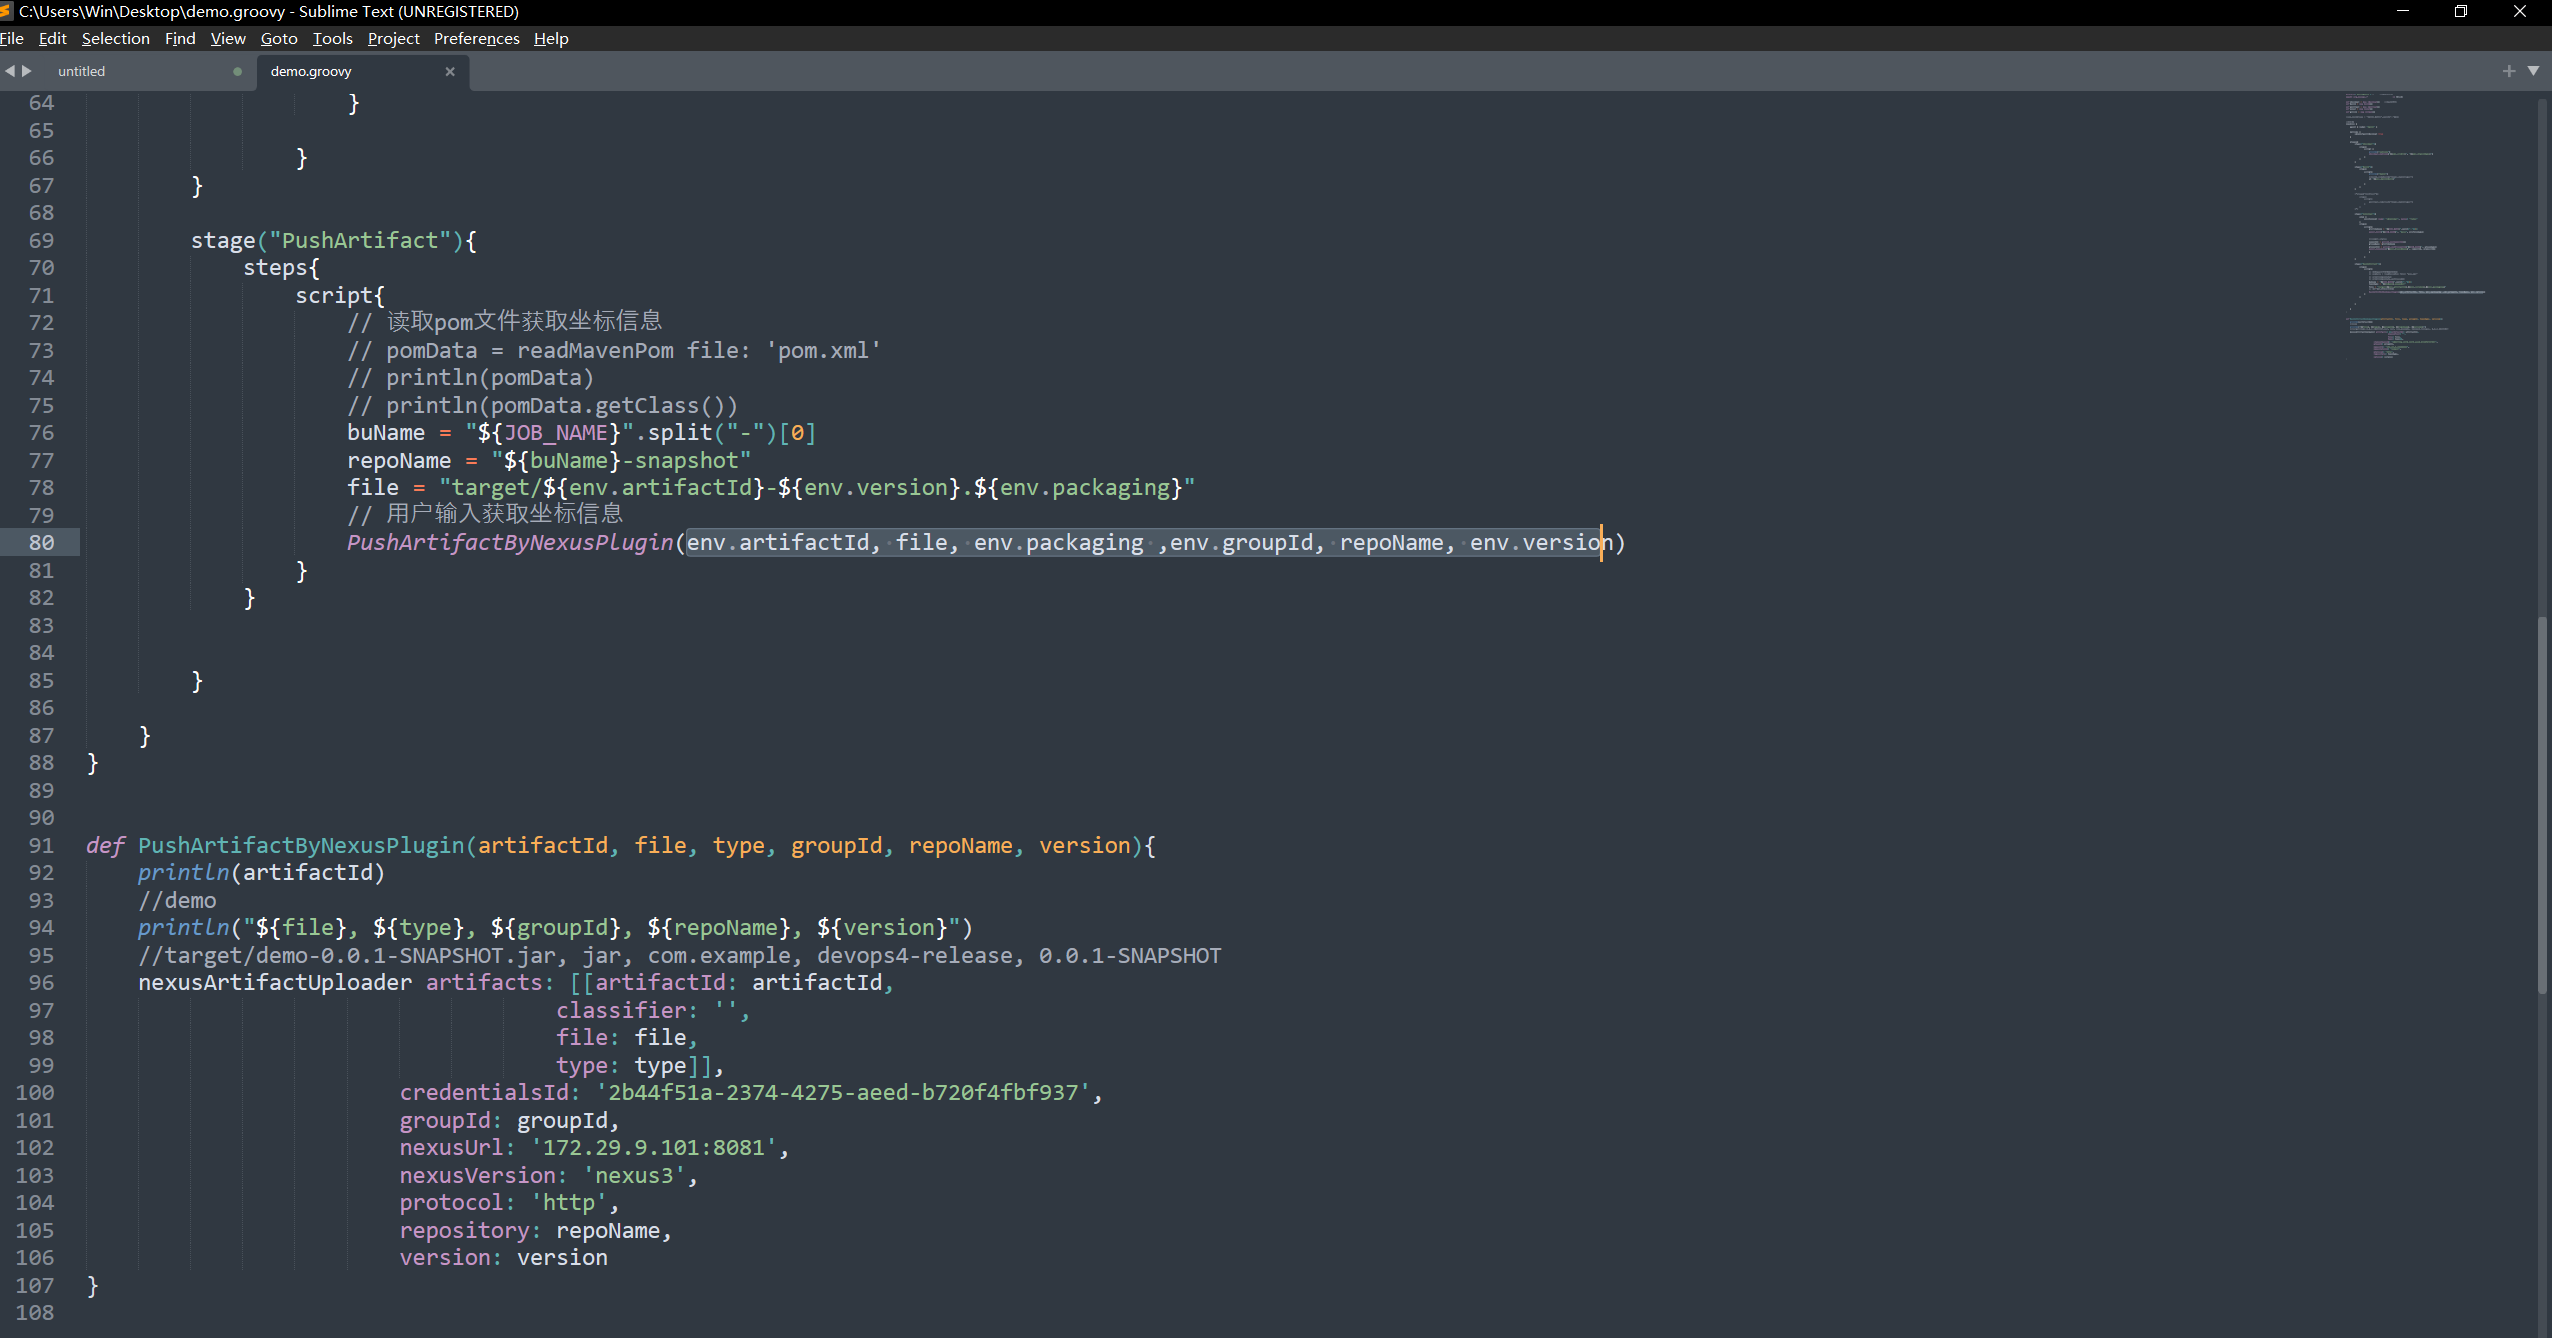 C:\Users\Win\Desktop\demo.groovy - Sublime Text (UNREGISTERED)
File Edit Selection Find View Goto Tools Project Preferences Help
untitled demo.groovy
64 }
65
66 }
67 }
68
69 stage("PushArtifact"){
70 steps{
71 script{
72 // 读取pom文件获取坐标信息
73 // pomData = readMavenPom file: 'pom.xml'
74 // println(pomData)
75 // println(pomData.getClass())
76 buName = "${JOB_NAME}".split("-")[0]
77 repoName = "${buName}-snapshot"
78 file = "target/${env.artifactId}-${env.version}.${env.packaging}"
79 // 用户输入获取坐标信息
80 PushArtifactByNexusPlugin(env.artifactId, file, env.packaging ,env.groupId, repoName, env.version)
81 }
82 }
83
84
85 }
86
87 }
88 }
89
90
91 def PushArtifactByNexusPlugin(artifactId, file, type, groupId, repoName, version){
92 println(artifactId)
93 //demo
94 println("${file}, ${type}, ${groupId}, ${repoName}, ${version}")
95 //target/demo-0.0.1-SNAPSHOT.jar, jar, com.example, devops4-release, 0.0.1-SNAPSHOT
96 nexusArtifactUploader artifacts: [[artifactId: artifactId,
97 classifier: '',
98 file: file,
99 type: type]],
100 credentialsId: '2b44f51a-2374-4275-aeed-b720f4fbf937',
101 groupId: groupId,
102 nexusUrl: '172.29.9.101:8081',
103 nexusVersion: 'nexus3',
104 protocol: 'http',
105 repository: repoName,
106 version: version
107 }
108